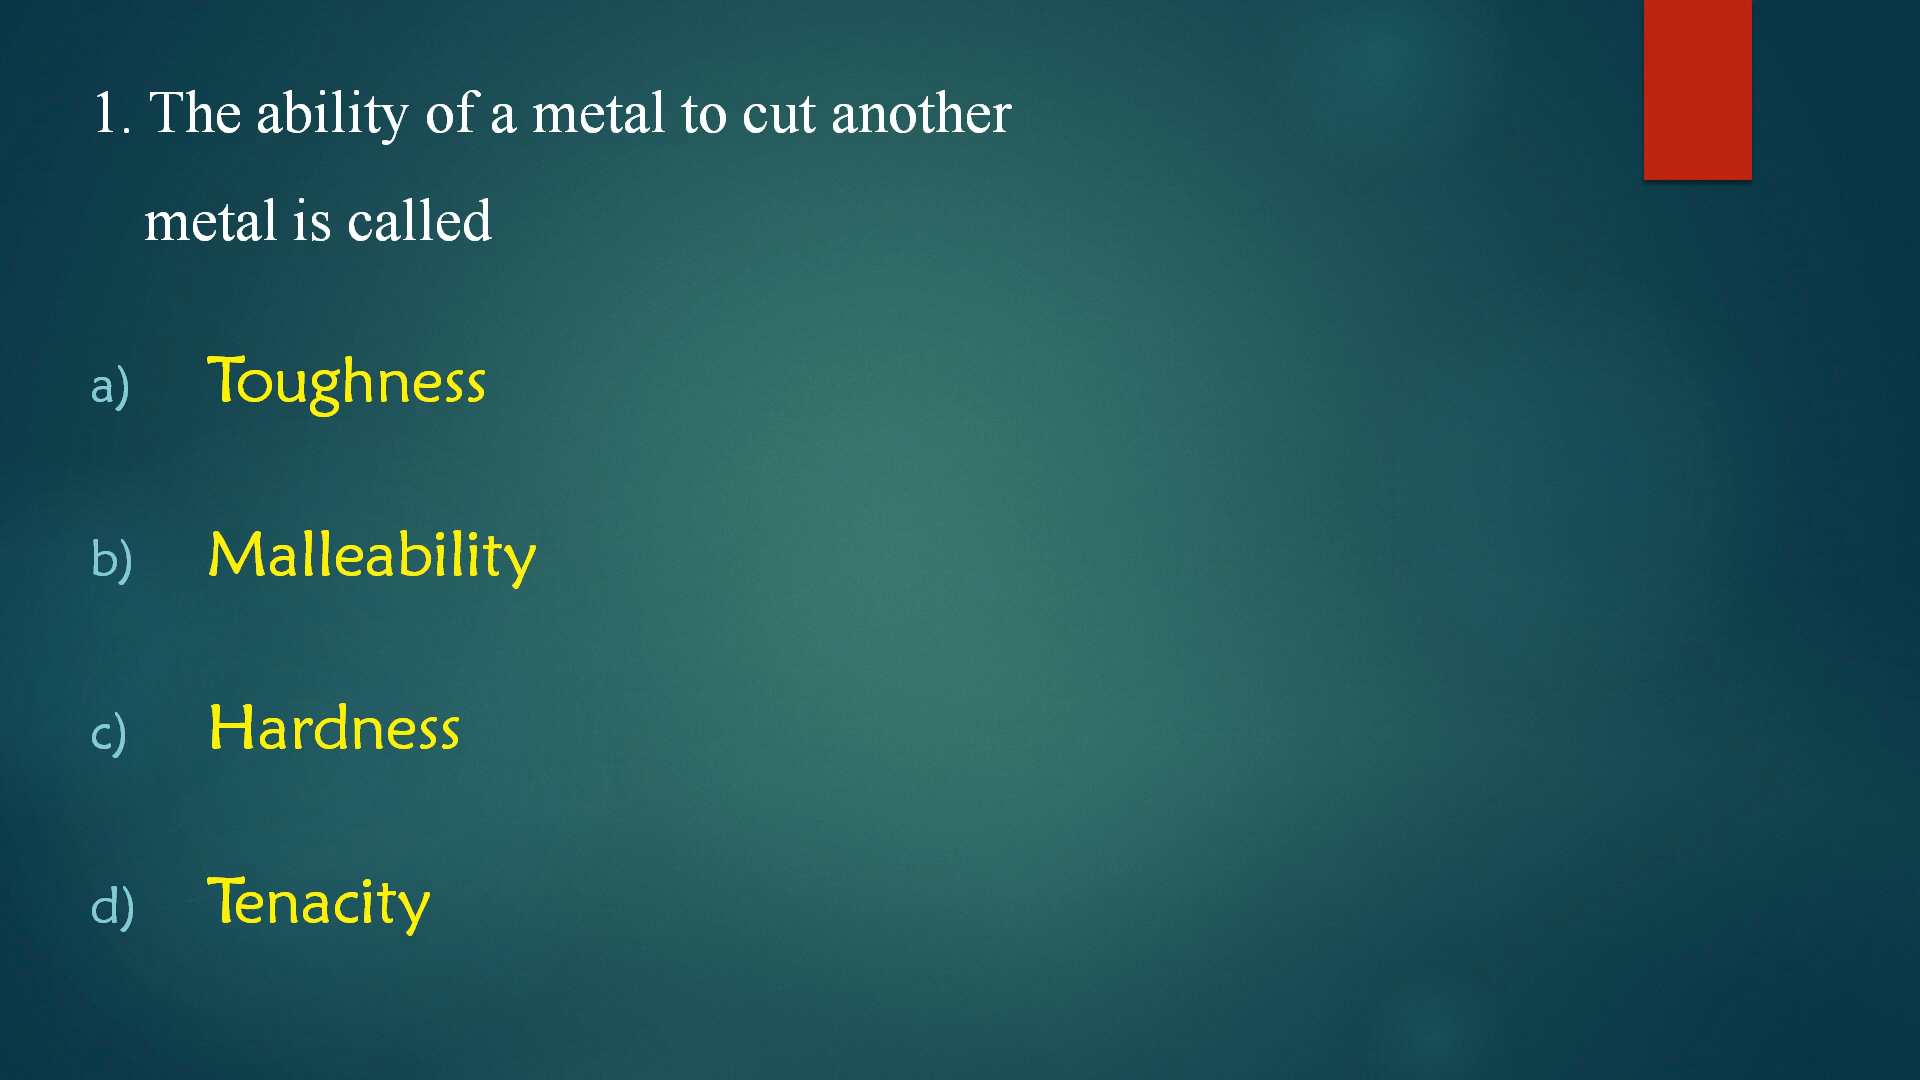 1. The ability of a metal to cut another
metal is called
a) Toughness
b) Malleability
c) Hardness
d) Tenacity